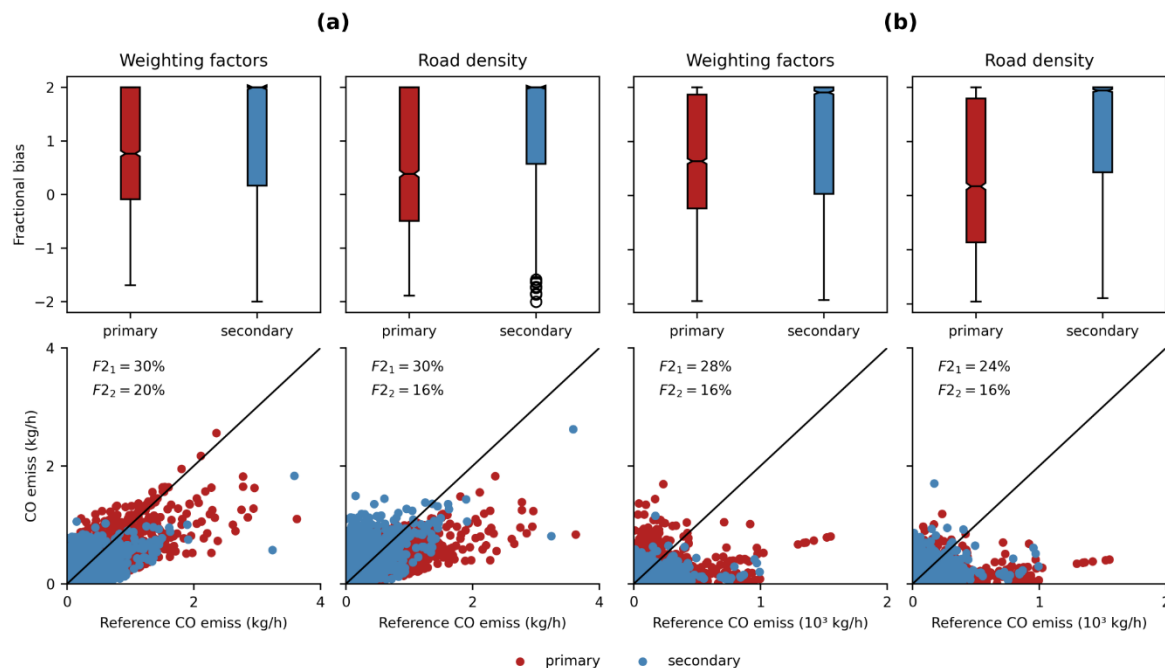 (a) (b)
Weighting factors Road density Weighting factors Road density
Fractional bias
2
1
0
−1
−2
primary secondary primary secondary primary secondary primary secondary
CO emiss (kg/h)
4
2
0
F2₁ = 30% F2₁ = 30% F2₁ = 28% F2₁ = 24%
F2₂ = 20% F2₂ = 16% F2₂ = 16% F2₂ = 16%
0 2 4 0 2 4 0 1 2 0 1 2
Reference CO emiss (kg/h) Reference CO emiss (kg/h) Reference CO emiss (10³ kg/h) Reference CO emiss (10³ kg/h)
primary secondary